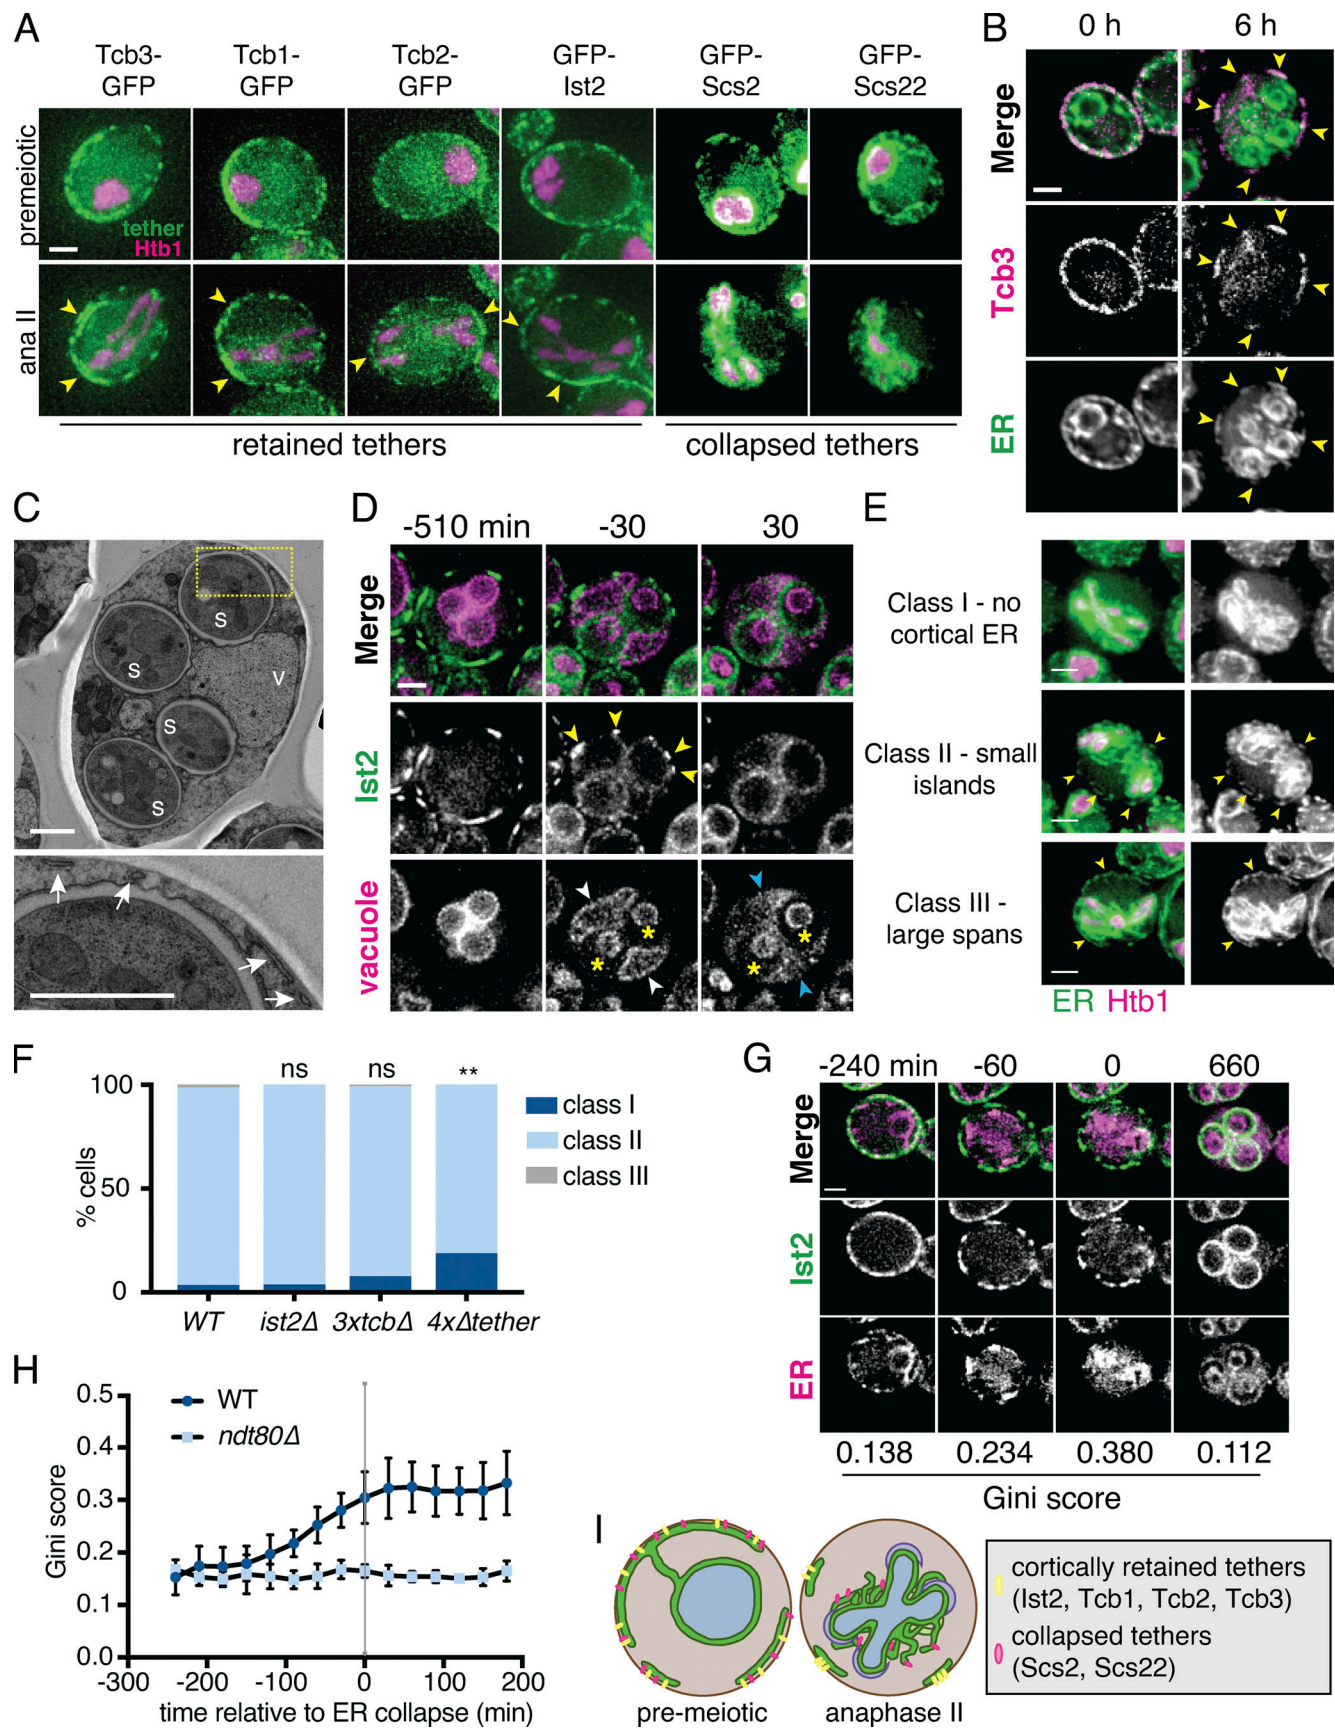 A
Tcb3-
GFP
Tcb1-
GFP
Tcb2-
GFP
GFP-
Ist2
GFP-
Scs2
GFP-
Scs22
premeiotic
tether
Htb1
ana II
retained tethers
collapsed tethers
B
0 h
6 h
Merge
Tcb3
ER
C
S
S
S
S
V
D
-510 min
-30
30
Merge
Ist2
vacuole
*
*
*
*
E
Class I - no
cortical ER
Class II - small
islands
Class III -
large spans
ER Htb1
F
ns
ns
**
100
50
0
% cells
WT
ist2Δ
3xtcbΔ
4xΔtether
class I
class II
class III
G
-240 min
-60
0
660
Merge
Ist2
ER
0.138
0.234
0.380
0.112
Gini score
H
WT
ndt80Δ
Gini score
0.5
0.4
0.3
0.2
0.1
0.0
-300
-200
-100
0
100
200
time relative to ER collapse (min)
I
pre-meiotic
anaphase II
cortically retained tethers
(Ist2, Tcb1, Tcb2, Tcb3)
collapsed tethers
(Scs2, Scs22)